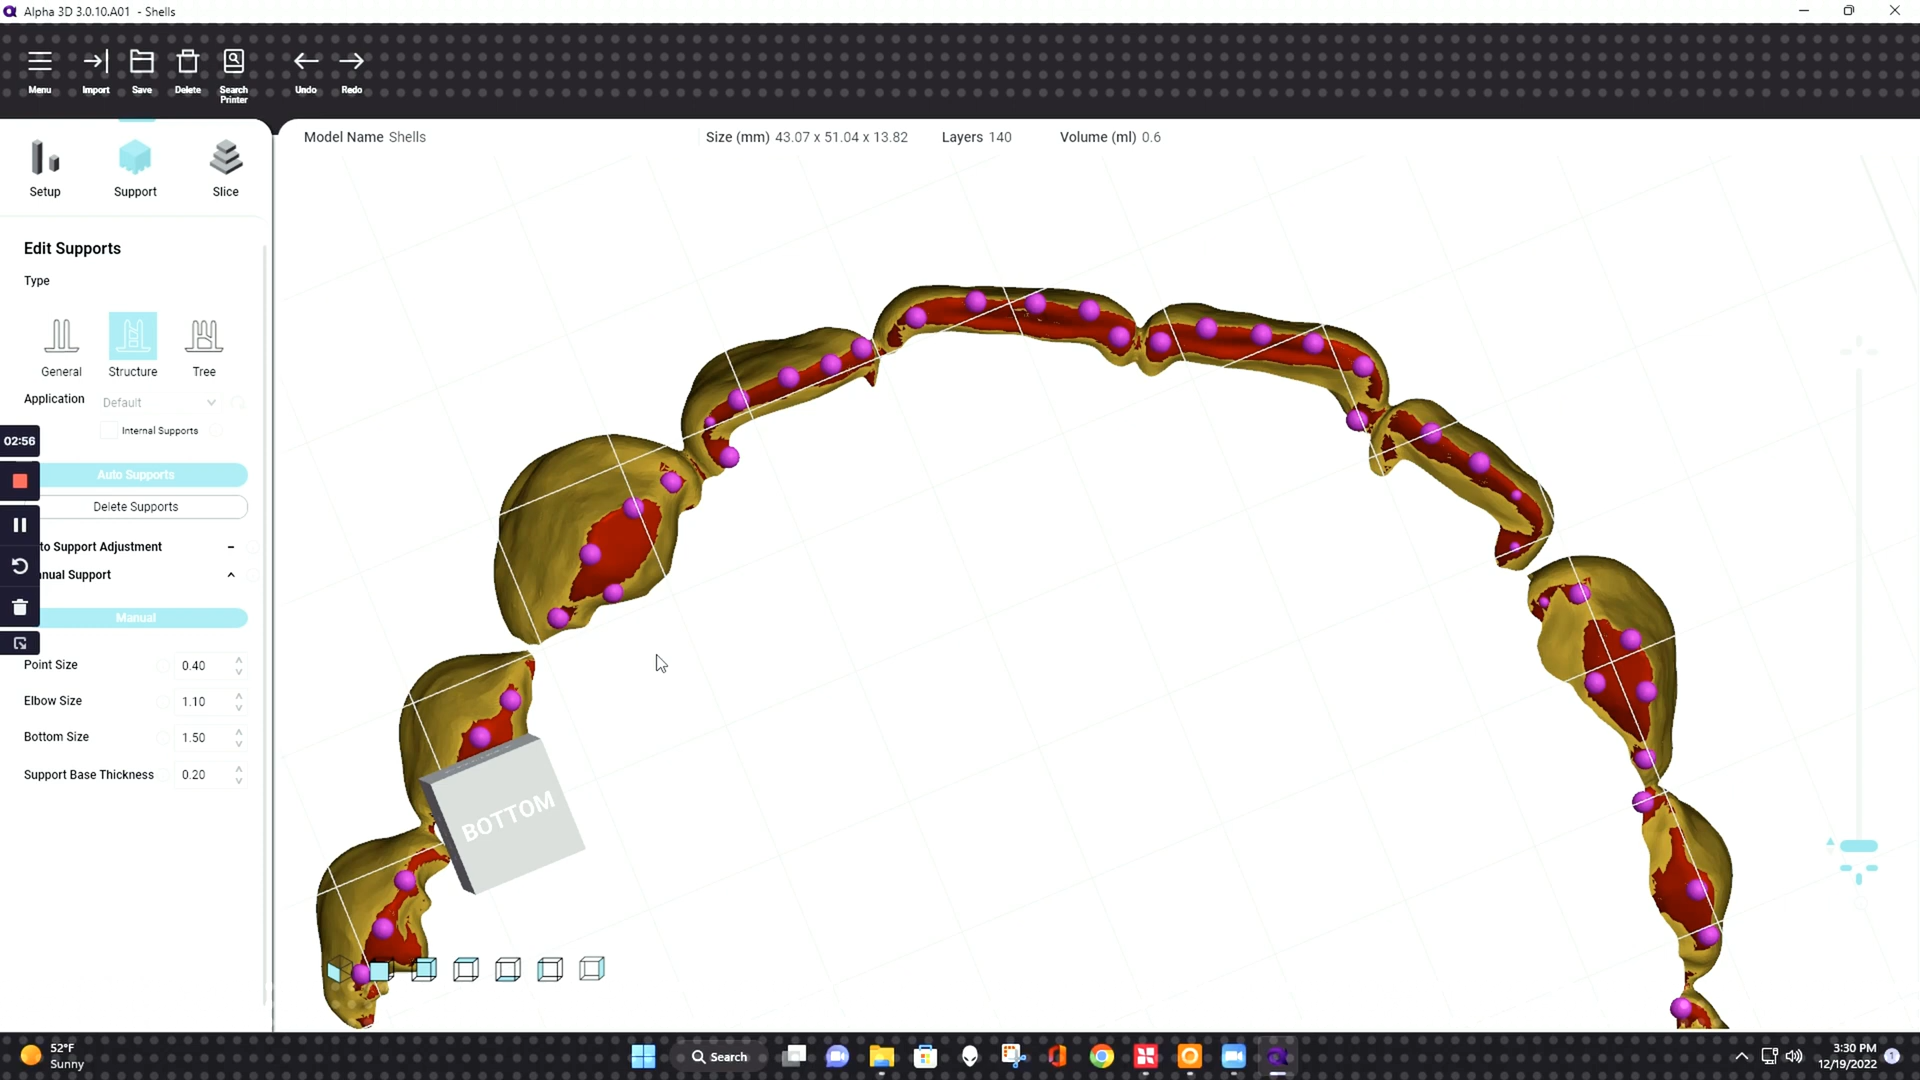 Alpha 3D 3.0.10.A01 - Shells
Menu
Import
Save
Delete
Search
Printer
Undo
Redo
Setup
Support
Slice
Model Name Shells
Size (mm) 43.07 x 51.04 x 13.82
Layers 140
Volume (ml) 0.6
Edit Supports
Type
General
Structure
Tree
Application
Default
Internal Supports
02:56
Auto Supports
Delete Supports
to Support Adjustment
nual Support
Manual
Point Size
0.40
Elbow Size
1.10
Bottom Size
1.50
Support Base Thickness
0.20
BOTTOM
52°F
Sunny
Search
3:30 PM
12/19/2022
1